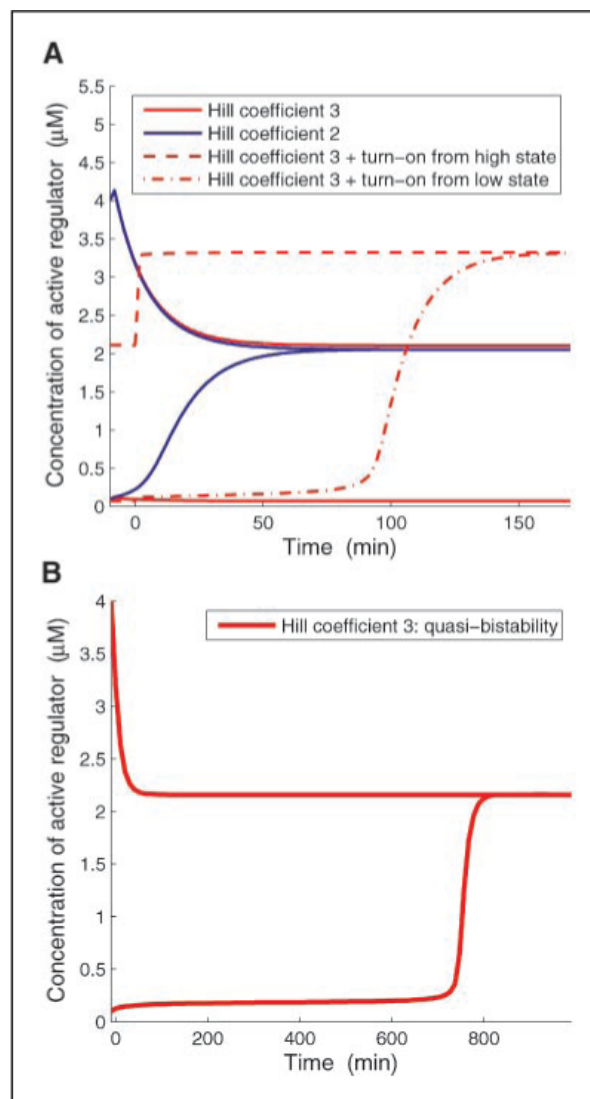 A
Concentration of active regulator (μM)
5.5
5
4.5
4
3.5
3
2.5
2
1.5
1
0.5
0
Hill coefficient 3
Hill coefficient 2
Hill coefficient 3 + turn-on from high state
Hill coefficient 3 + turn-on from low state
0 50 100 150
Time (min)
B
Concentration of active regulator (μM)
4
3.5
3
2.5
2
1.5
1
0.5
0
Hill coefficient 3: quasi-bistability
0 200 400 600 800
Time (min)